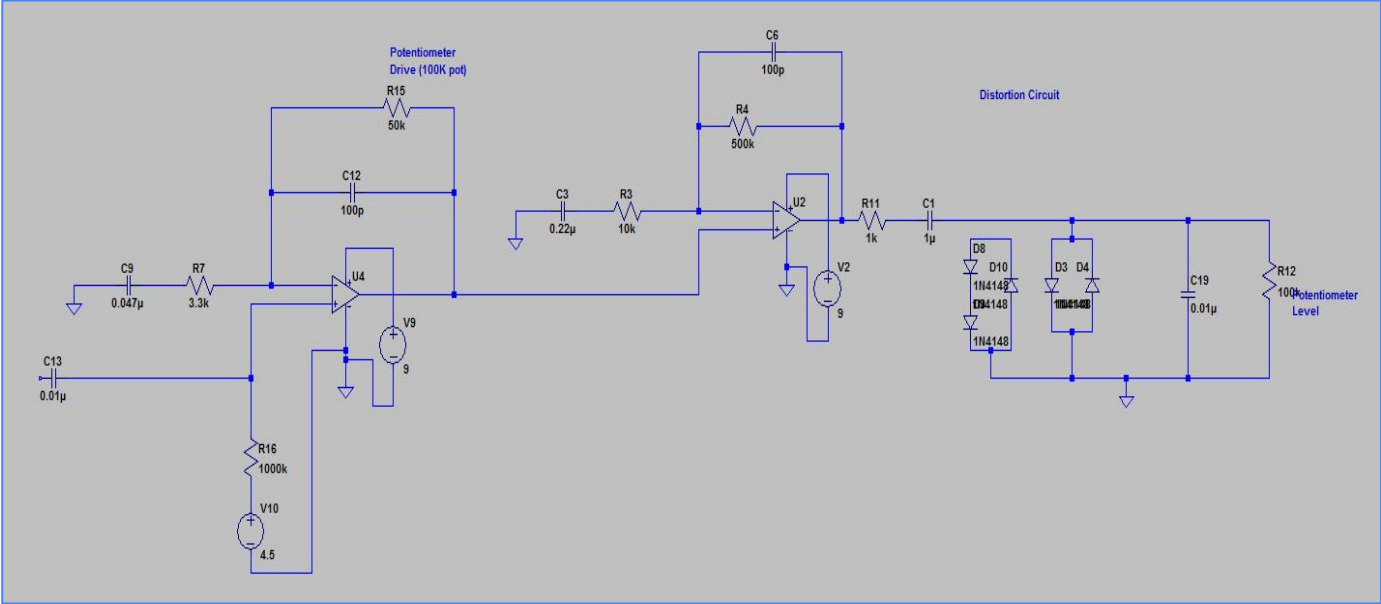 C6
100p
Potentiometer
Drive (100K pot)
R15
50k
Distortion Circuit
R4
500k
C12
100p
C3
0.22µ
R3
10k
U2
R11
1k
C1
1µ
C9
0.047µ
R7
3.3k
U4
V2
9
D8
1N4148
D10
1N4148
D3
D4
C19
0.01µ
R12
100k
Potentiometer
Level
V9
9
C13
0.01µ
R16
1000k
V10
4.5